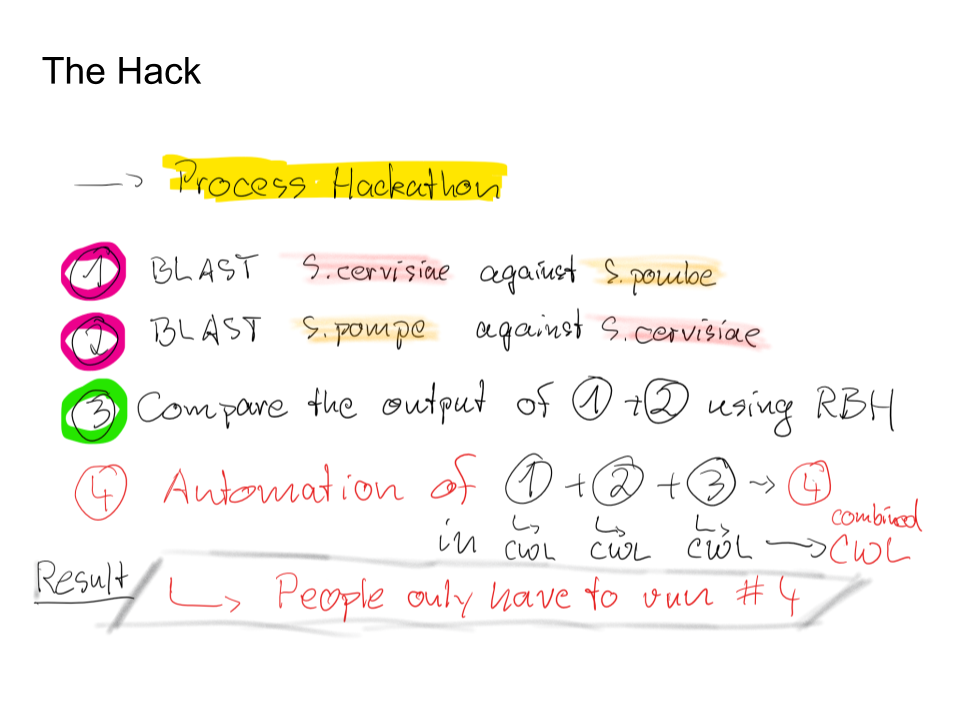 The Hack
→ Process Hackathon
① BLAST S.cervisiae against S.pombe
② BLAST S.pompe against S.cervisiae
③ Compare the output of ① + ② using RBH
④ Automation of ① + ② + ③ → ④
combined
in ↳ CWL ↳ CWL ↳ CWL → CWL
Result ↳ People only have to run # 4